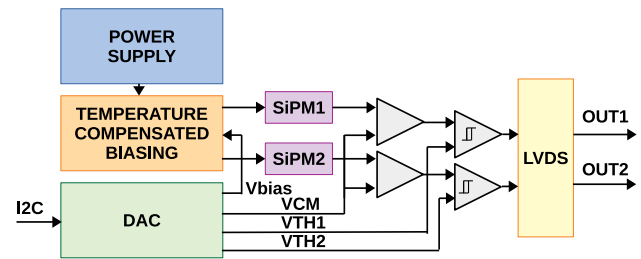 POWER
SUPPLY
TEMPERATURE
COMPENSATED
BIASING
SiPM1
SiPM2
Vbias
I2C
DAC
VCM
VTH1
VTH2
LVDS
OUT1
OUT2